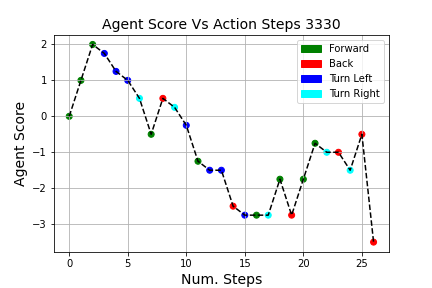 Agent Score Vs Action Steps 3330
Forward
Back
Turn Left
Turn Right
2
1
0
−1
−2
−3
Agent Score
0 5 10 15 20 25
Num. Steps